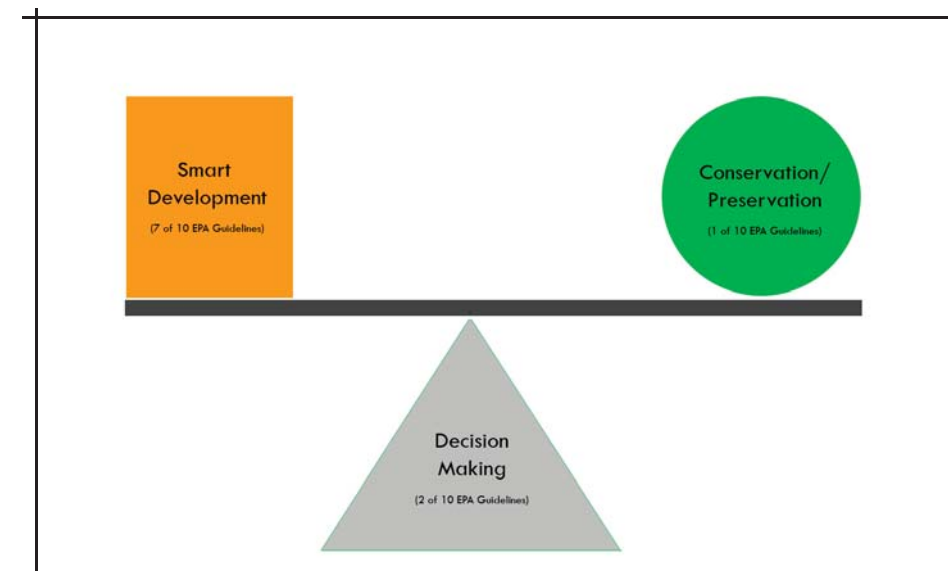 Smart
Development
(7 of 10 EPA Guidelines)
Conservation/
Preservation
(1 of 10 EPA Guidelines)
Decision
Making
(2 of 10 EPA Guidelines)